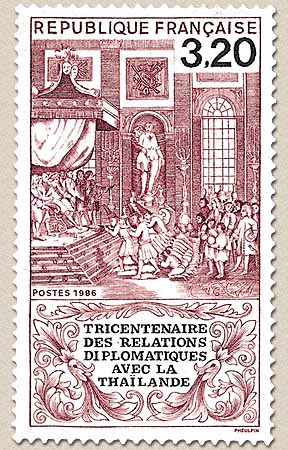 REPUBLIQUE FRANÇAISE
3,20
POSTES 1986
TRICENTENAIRE
DES RELATIONS
DIPLOMATIQUES
AVEC LA
THAÏLANDE
PHEULPIN